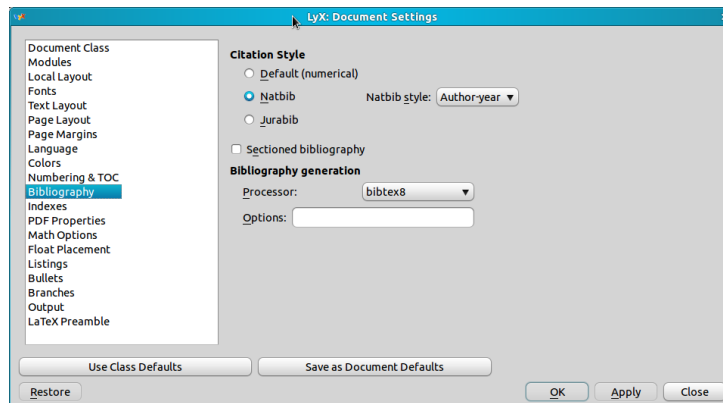 LyX: Document Settings
Document Class
Modules
Local Layout
Fonts
Text Layout
Page Layout
Page Margins
Language
Colors
Numbering & TOC
Bibliography
Indexes
PDF Properties
Math Options
Float Placement
Listings
Bullets
Branches
Output
LaTeX Preamble
Citation Style
Default (numerical)
Natbib Natbib style: Author-year
Jurabib
Sectioned bibliography
Bibliography generation
Processor: bibtex8
Options:
Use Class Defaults Save as Document Defaults
Restore OK Apply Close